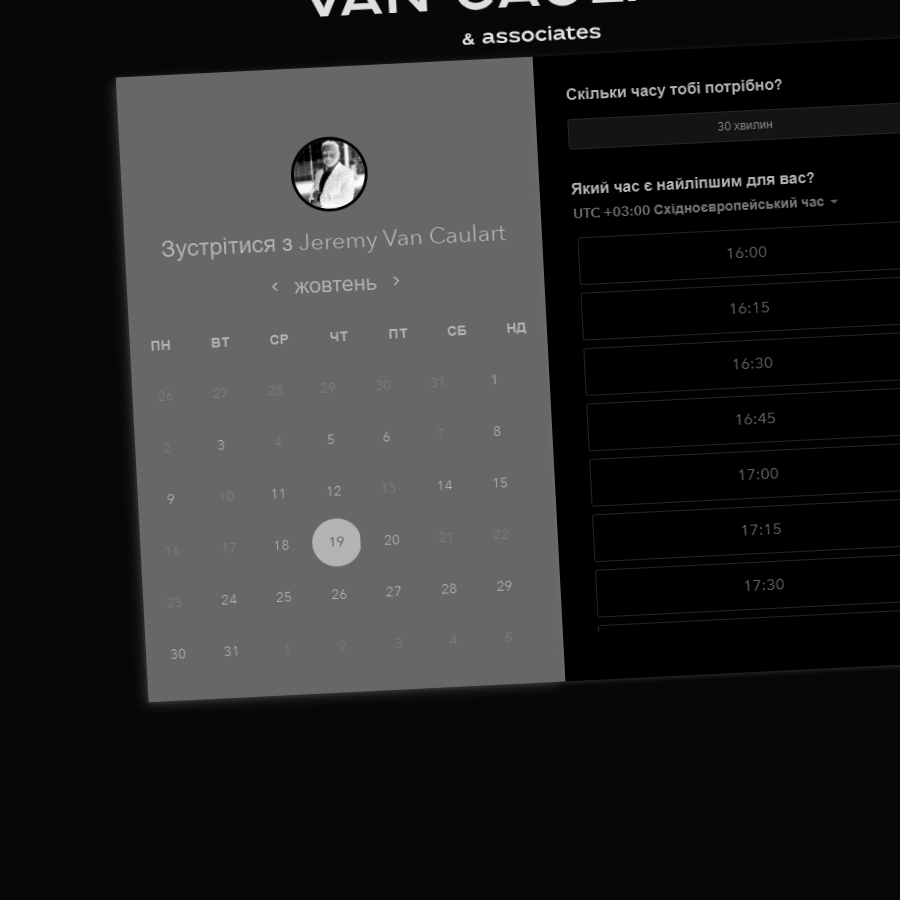 & associates
Зустрітися з Jeremy Van Caulart
жовтень
ПН ВТ СР ЧТ ПТ СБ НД
26 27 28 29 30 31 1
2 3 4 5 6 7 8
9 10 11 12 13 14 15
16 17 18 19 20 21 22
23 24 25 26 27 28 29
30 31 1 2 3 4 5
Скільки часу тобі потрібно?
30 хвилин
Який час є найліпшим для вас?
UTC +03:00 Східноєвропейський час
16:00
16:15
16:30
16:45
17:00
17:15
17:30